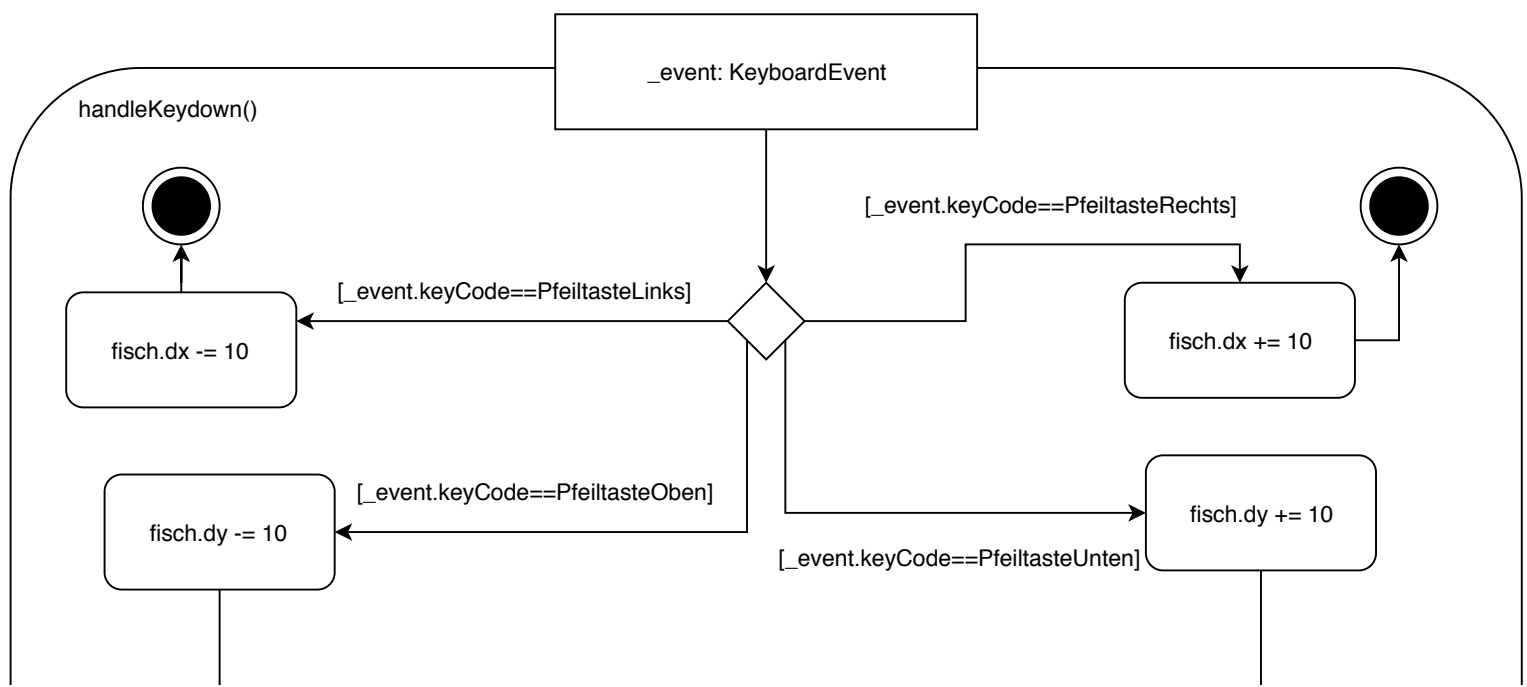 _event: KeyboardEvent
handleKeydown()
[_event.keyCode==PfeiltasteRechts]
[_event.keyCode==PfeiltasteLinks]
fisch.dx -= 10
fisch.dx += 10
[_event.keyCode==PfeiltasteOben]
fisch.dy -= 10
fisch.dy += 10
[_event.keyCode==PfeiltasteUnten]